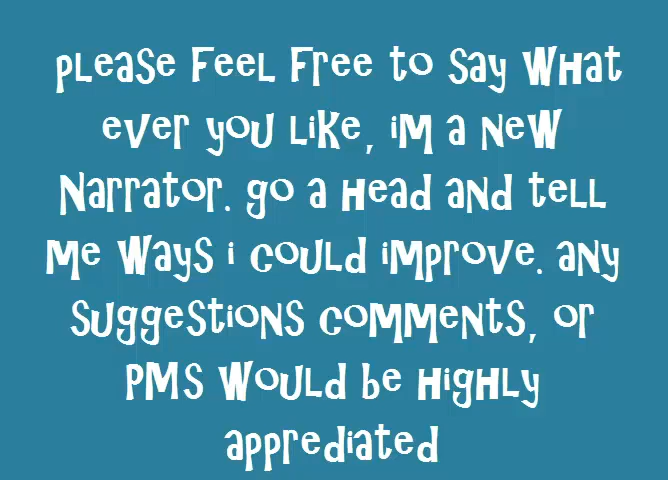 please feel free to say what
ever you like, im a new
narrator. go a head and tell
me ways i could improve. any
suggestions comments, or
PMS would be highly
apprediated